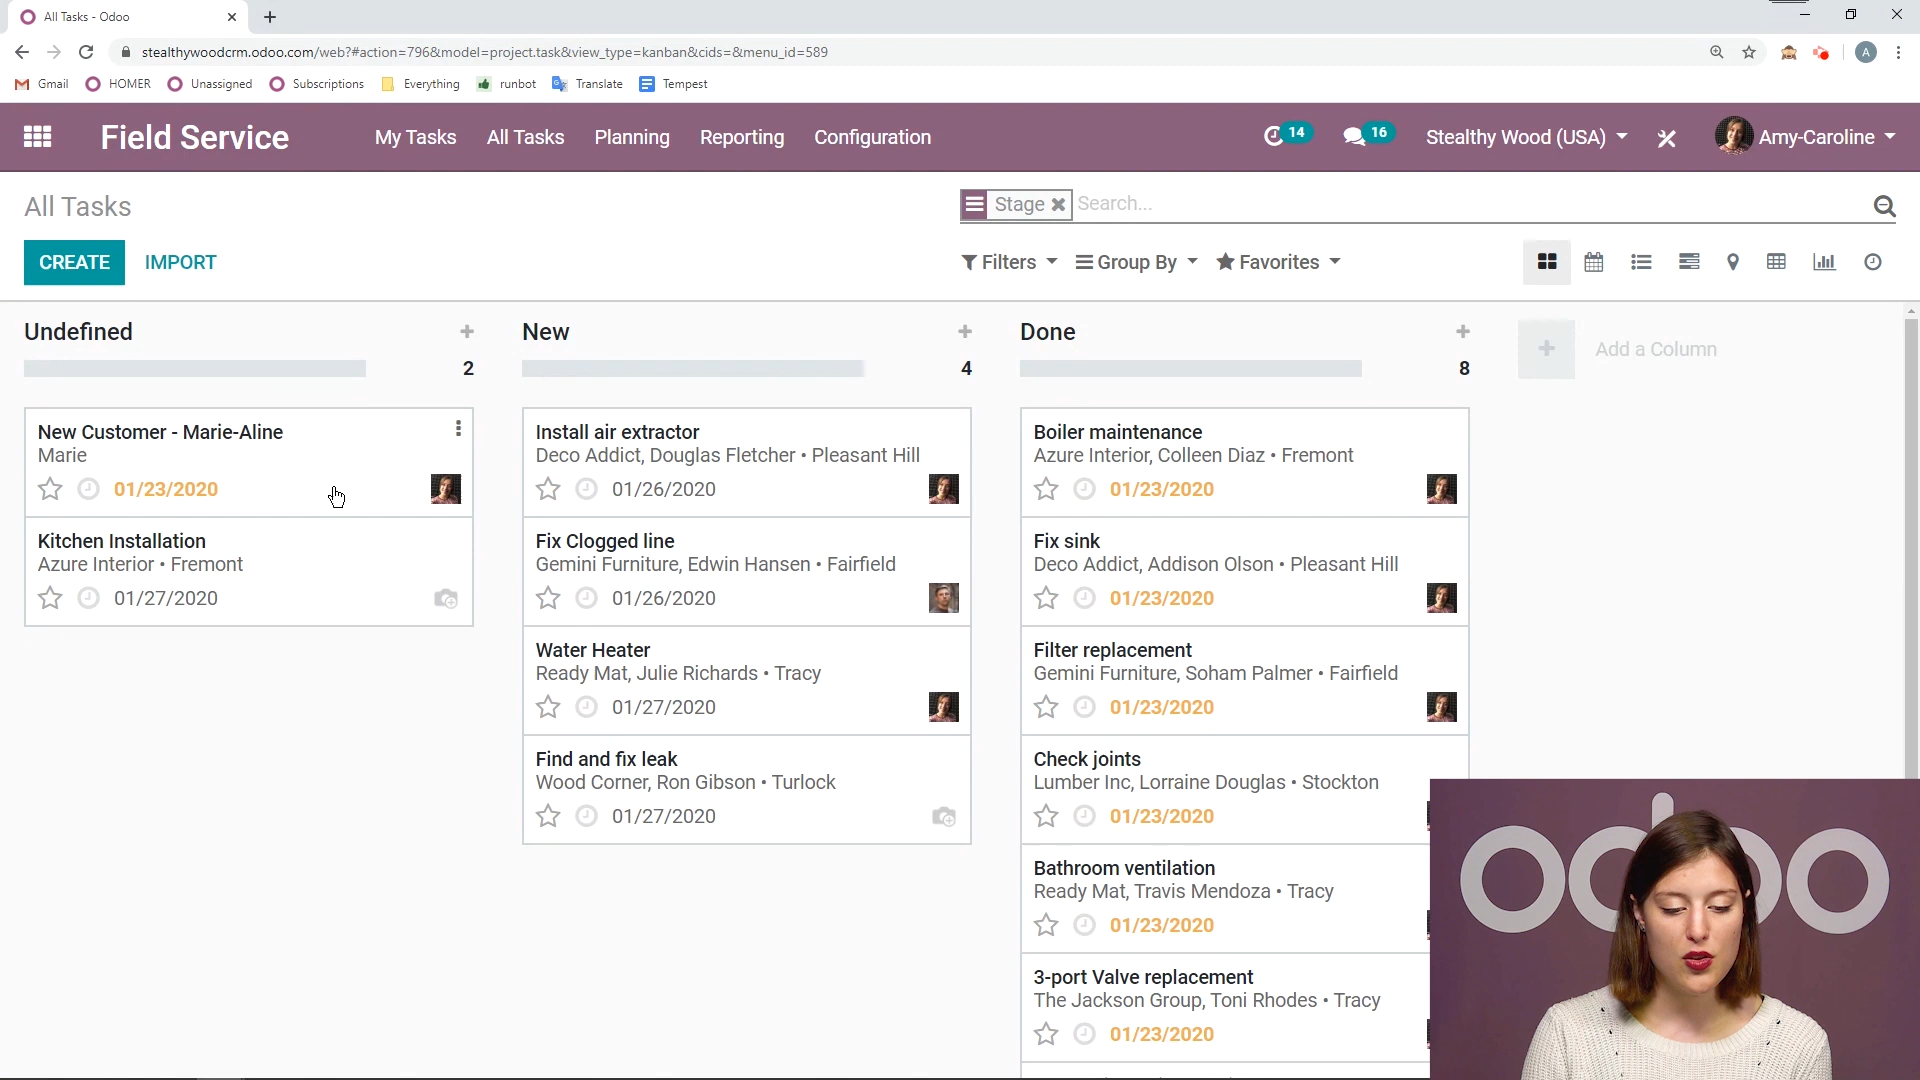 All Tasks - Odoo
stealthywoodcrm.odoo.com/web?#action=796&model=project.task&view_type=kanban&cids=&menu_id=589
A
Gmail HOMER Unassigned Subscriptions Everything runbot Translate Tempest
Field Service My Tasks All Tasks Planning Reporting Configuration 14 16 Stealthy Wood (USA) Amy-Caroline
All Tasks
Stage Search...
CREATE IMPORT
Filters Group By Favorites
Undefined
2
New Customer - Marie-Aline
Marie
01/23/2020
Kitchen Installation
Azure Interior • Fremont
01/27/2020
New
4
Install air extractor
Deco Addict, Douglas Fletcher • Pleasant Hill
01/26/2020
Fix Clogged line
Gemini Furniture, Edwin Hansen • Fairfield
01/26/2020
Water Heater
Ready Mat, Julie Richards • Tracy
01/27/2020
Find and fix leak
Wood Corner, Ron Gibson • Turlock
01/27/2020
Done
8
Boiler maintenance
Azure Interior, Colleen Diaz • Fremont
01/23/2020
Fix sink
Deco Addict, Addison Olson • Pleasant Hill
01/23/2020
Filter replacement
Gemini Furniture, Soham Palmer • Fairfield
01/23/2020
Check joints
Lumber Inc, Lorraine Douglas • Stockton
01/23/2020
Bathroom ventilation
Ready Mat, Travis Mendoza • Tracy
01/23/2020
3-port Valve replacement
The Jackson Group, Toni Rhodes • Tracy
01/23/2020
Add a Column
odoo